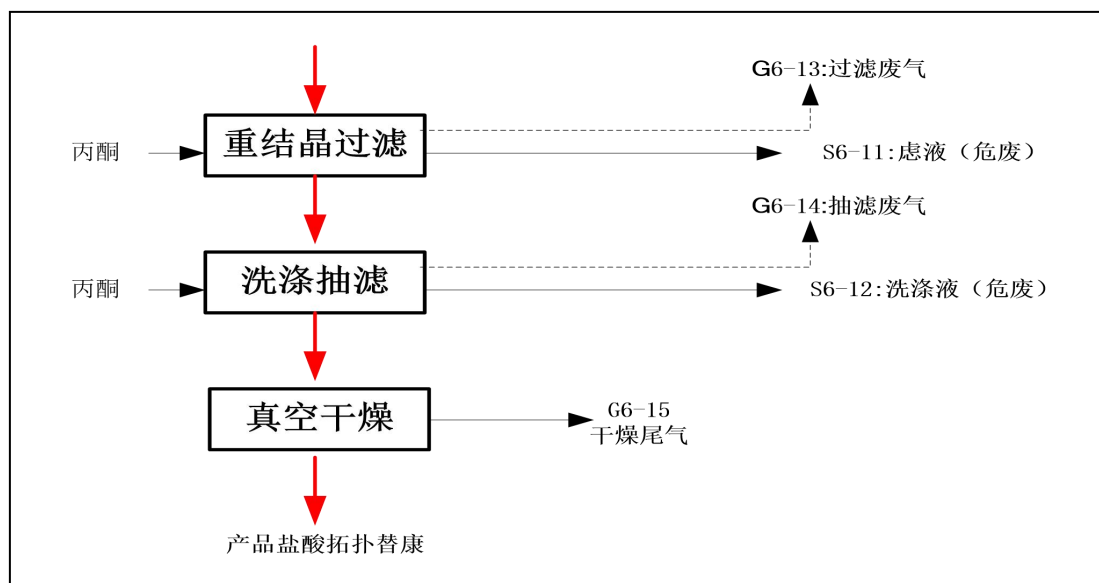 G6-13:过滤废气
重结晶过滤
丙酮
S6-11:虑液（危废）
G6-14:抽滤废气
洗涤抽滤
丙酮
S6-12:洗涤液（危废）
真空干燥
G6-15
干燥尾气
产品盐酸拓扑替康